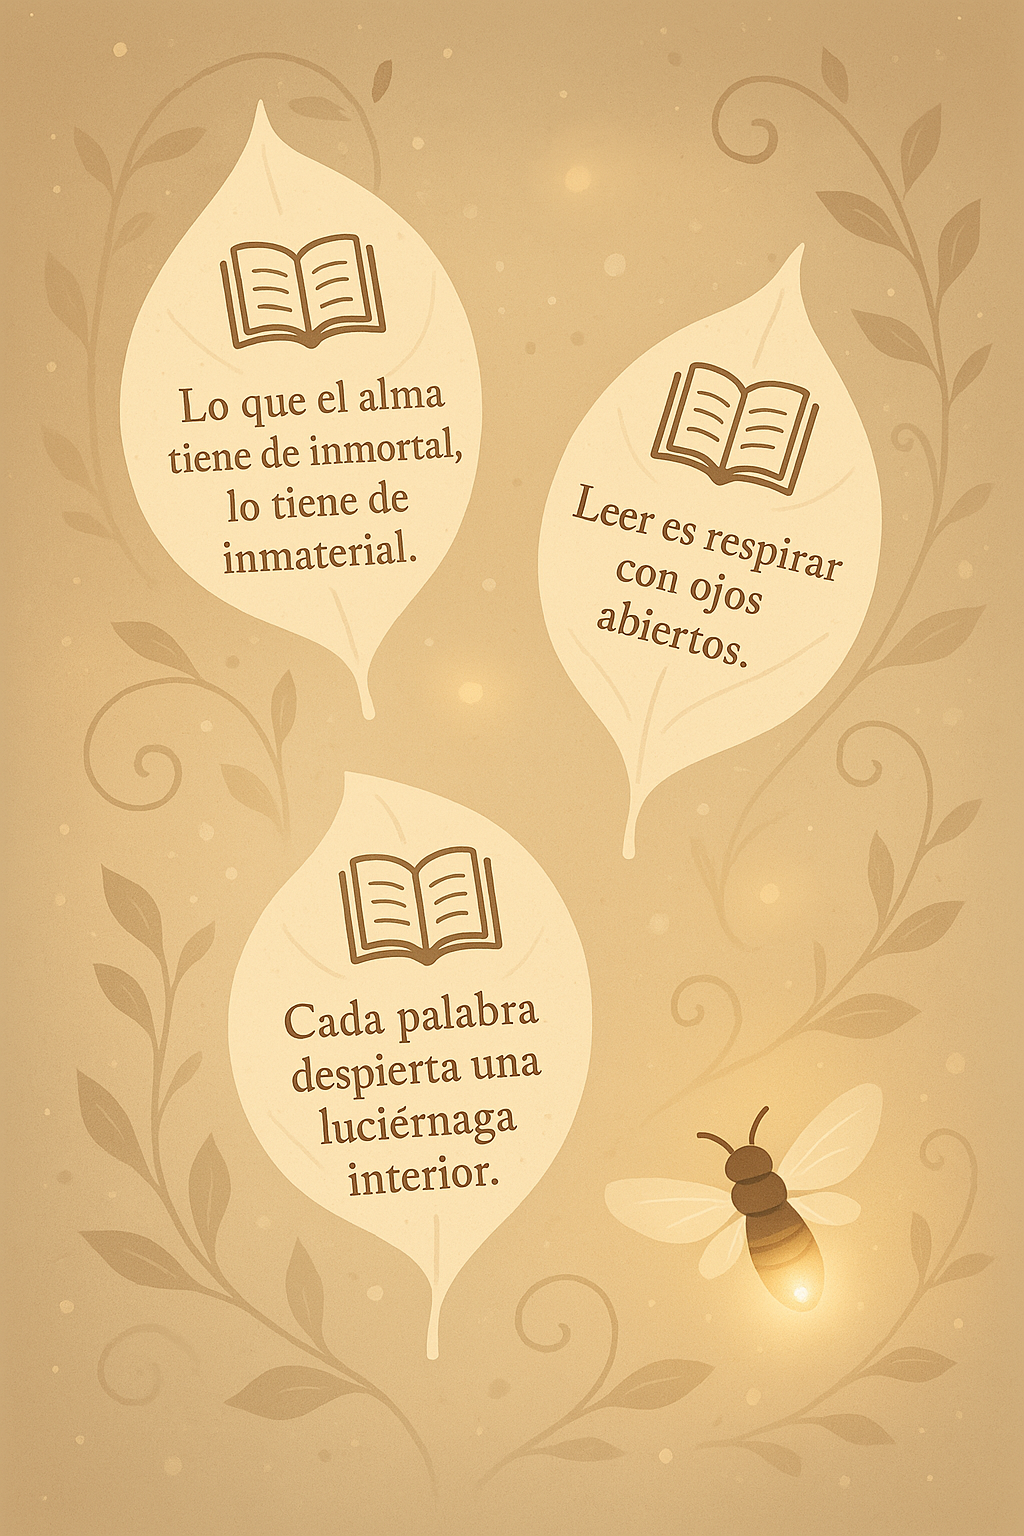 Lo que el alma
tiene de inmortal,
lo tiene de
inmaterial.
Leer es respirar
con ojos
abiertos.
Cada palabra
despierta una
luciérnaga
interior.